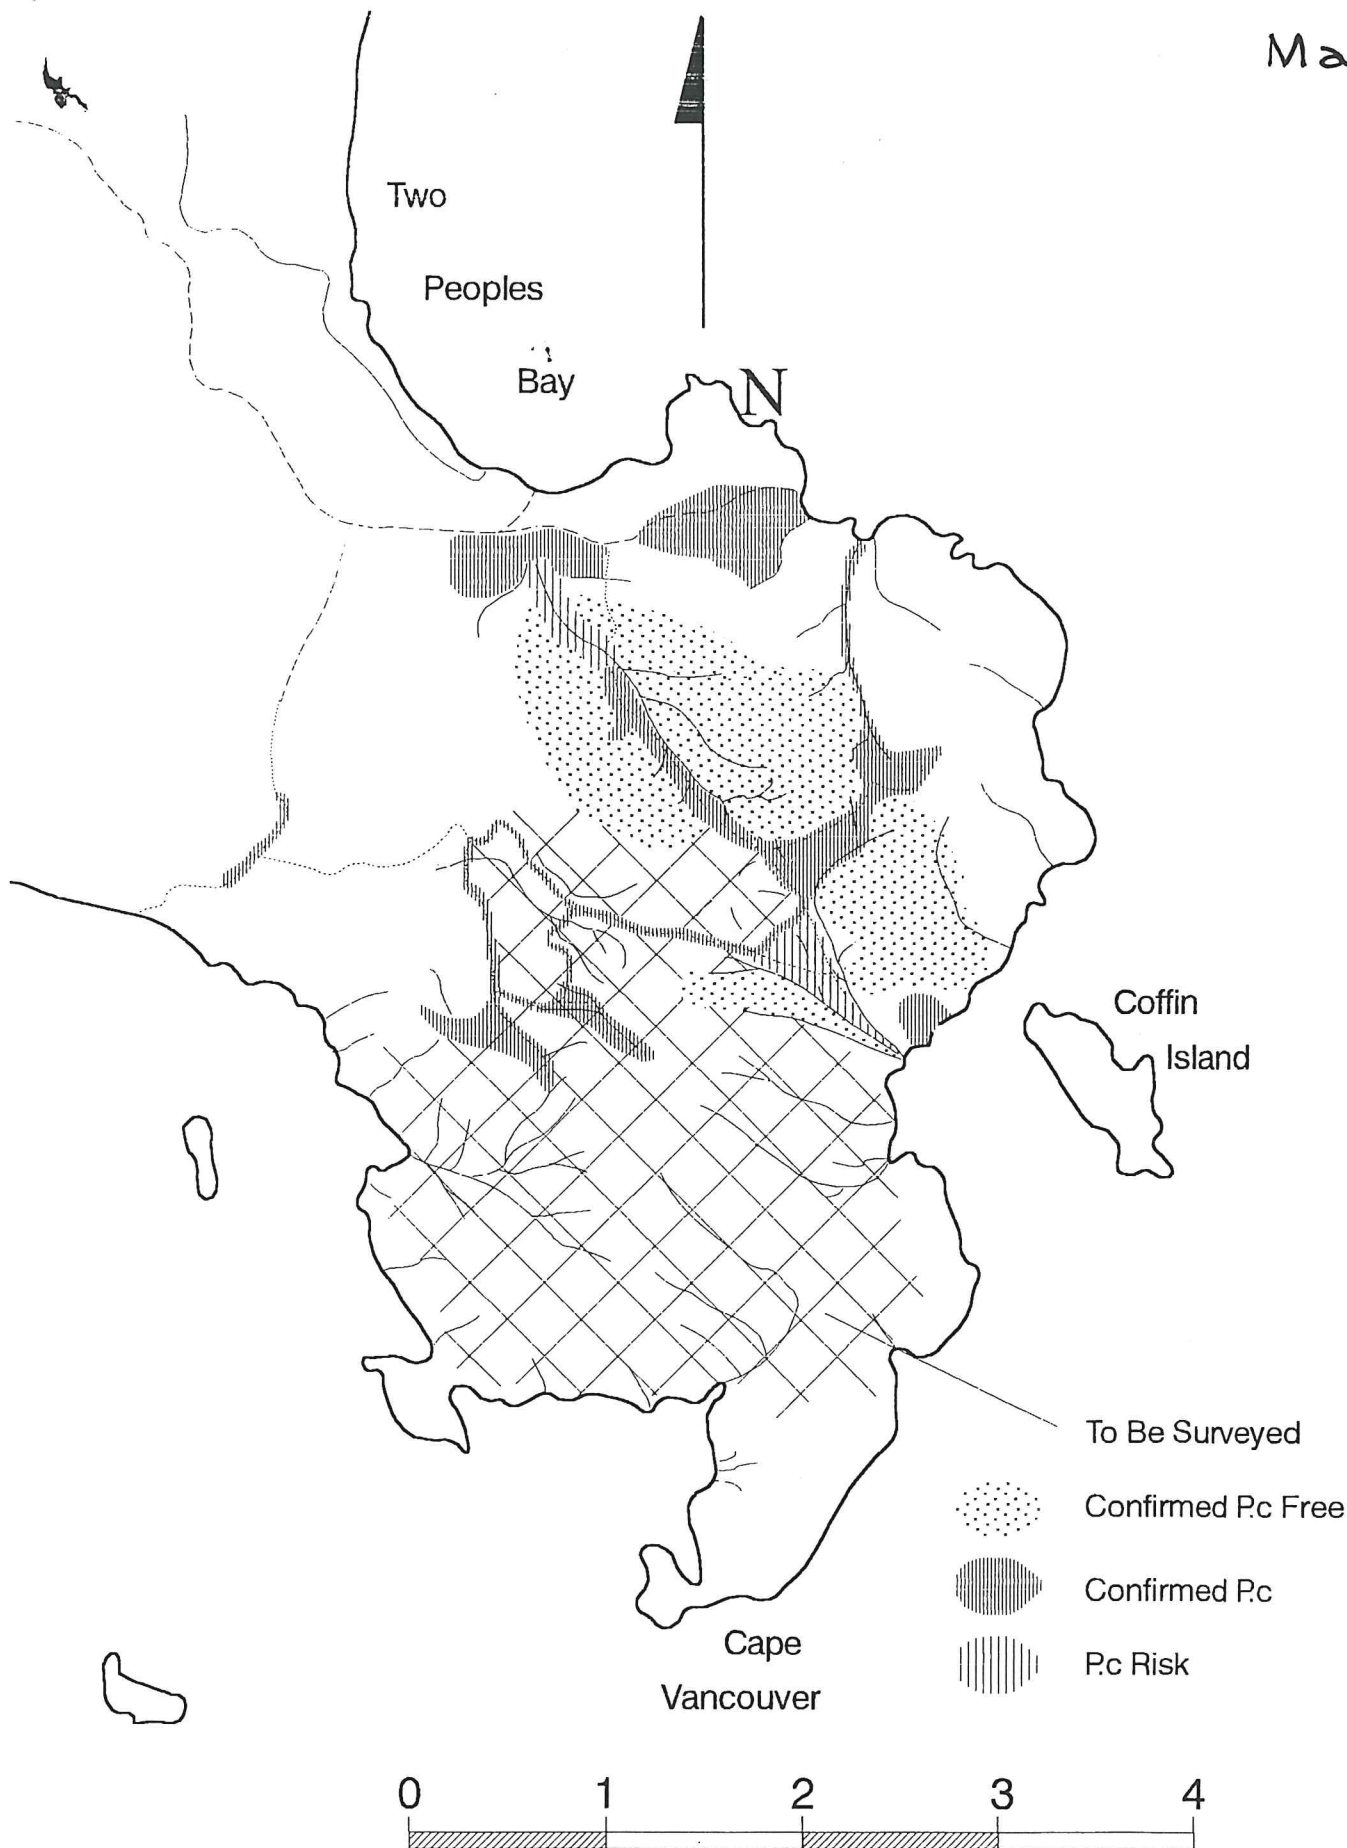 Ma
Two
Peoples
Bay
N
Coffin
Island
To Be Surveyed
Confirmed P.c Free
Confirmed P.c
P.c Risk
Cape
Vancouver
0 1 2 3 4